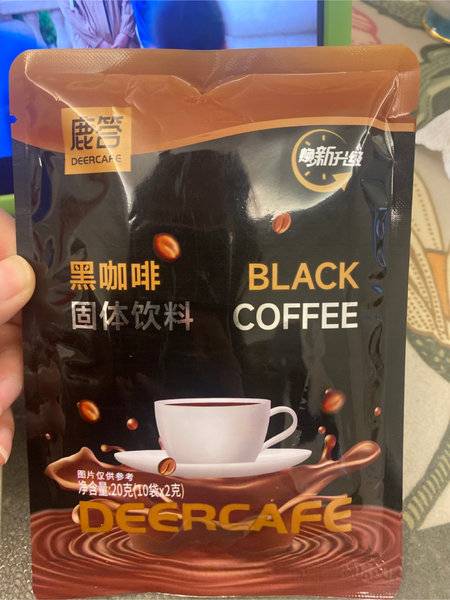 鹿答
DEERCAFE
焕新升级
黑咖啡
固体饮料
BLACK
COFFEE
图片仅供参考
净含量:20克(10袋x2克)
DEERCAFE